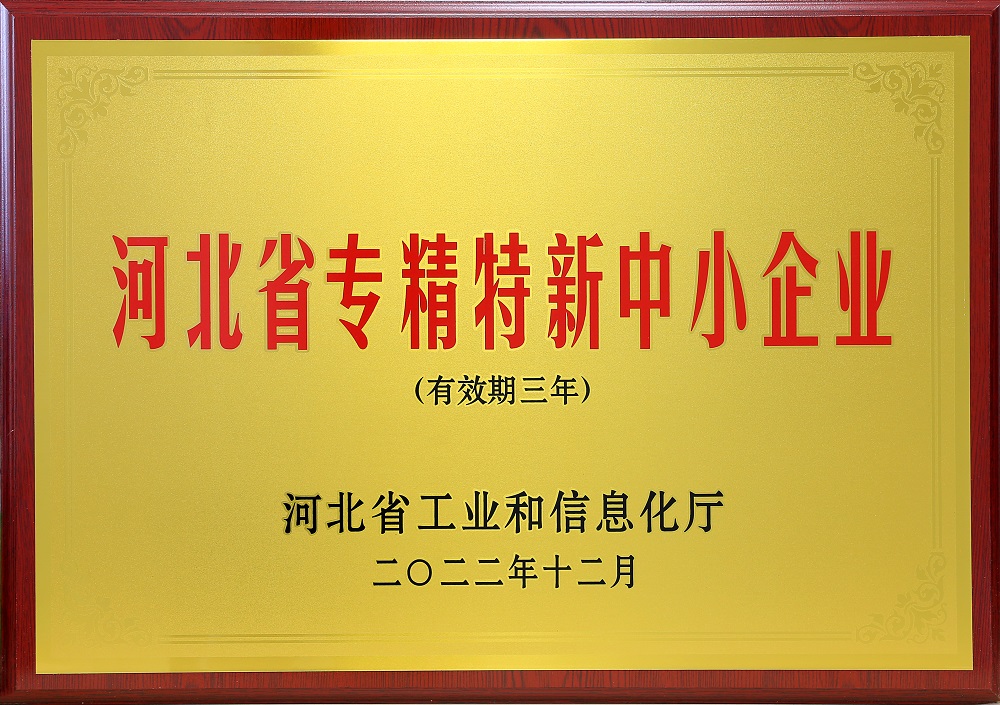 河北省专精特新中小企业
(有效期三年)
河北省工业和信息化厅
二〇二二年十二月